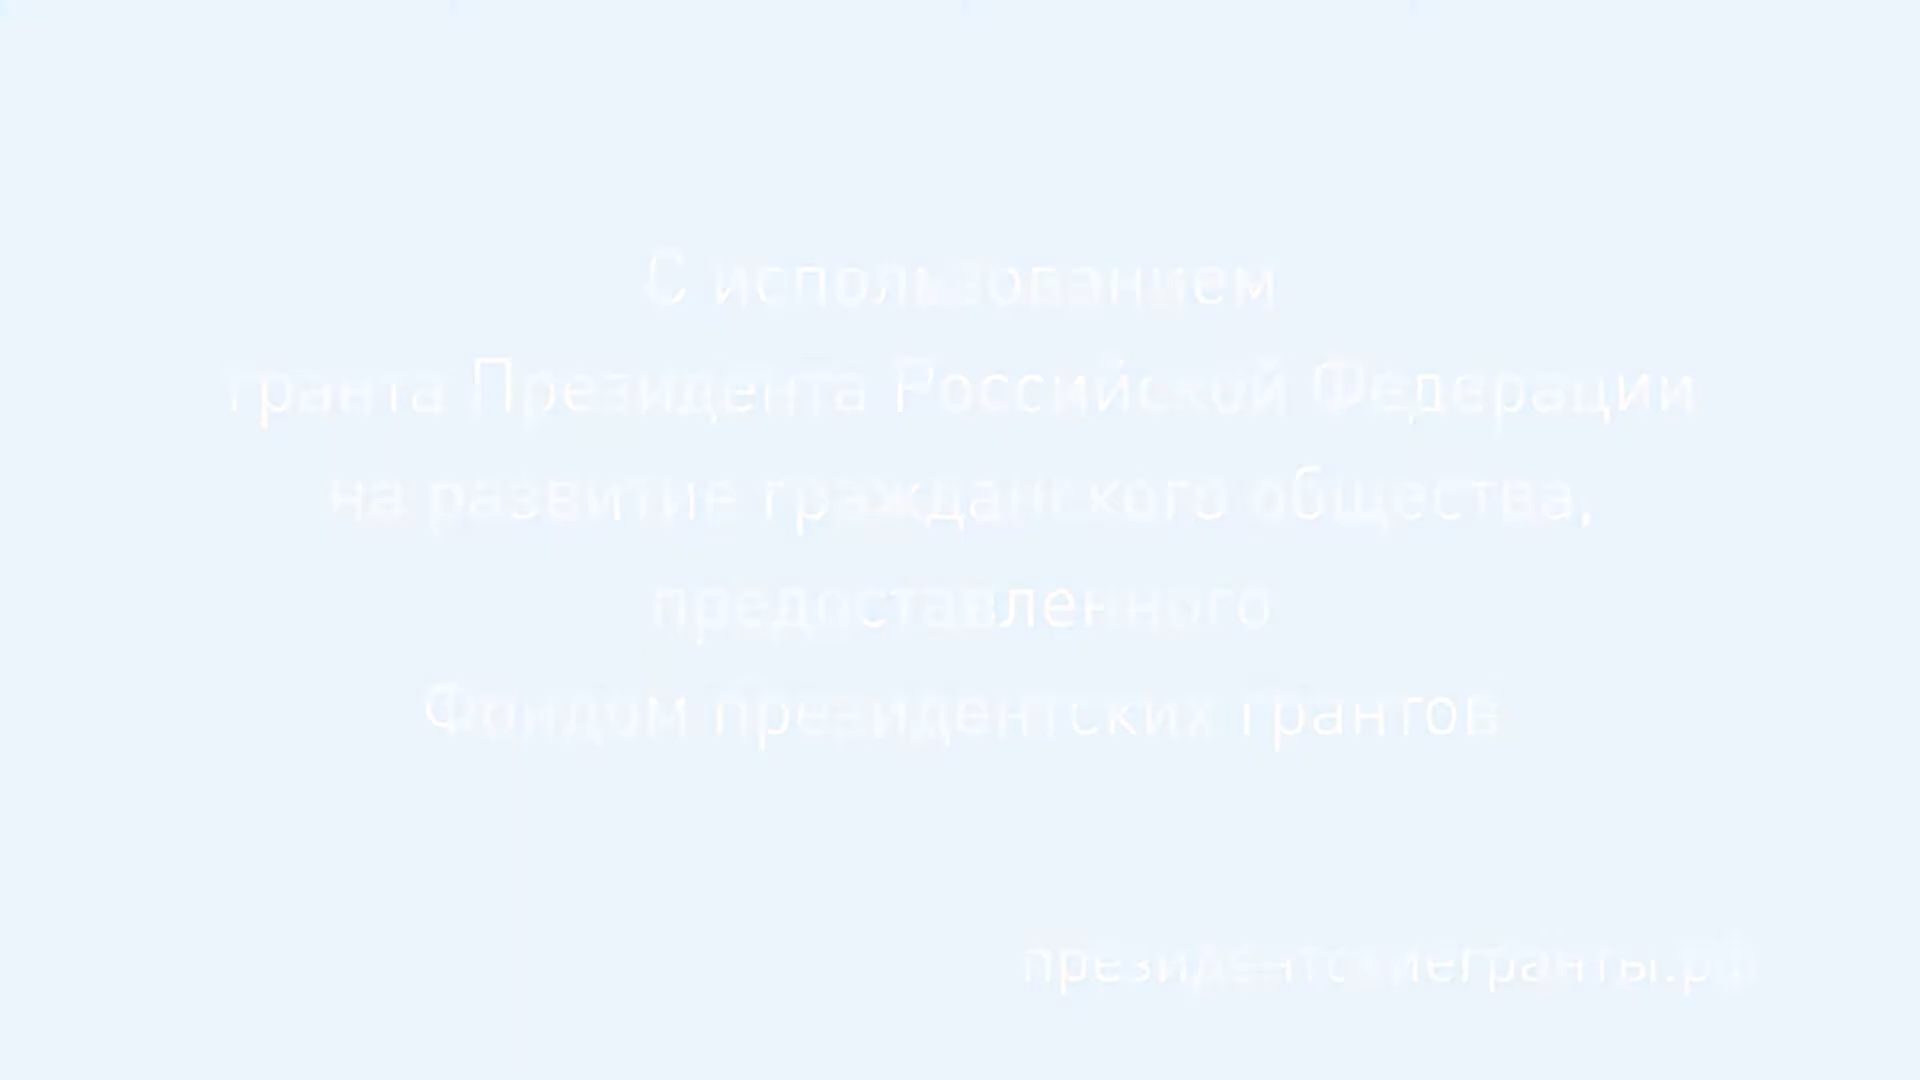 С использованием
гранта Президента Российской Федерации
на развитие гражданского общества,
предоставленного
Фондом президентских грантов
президентскиегранты.рф